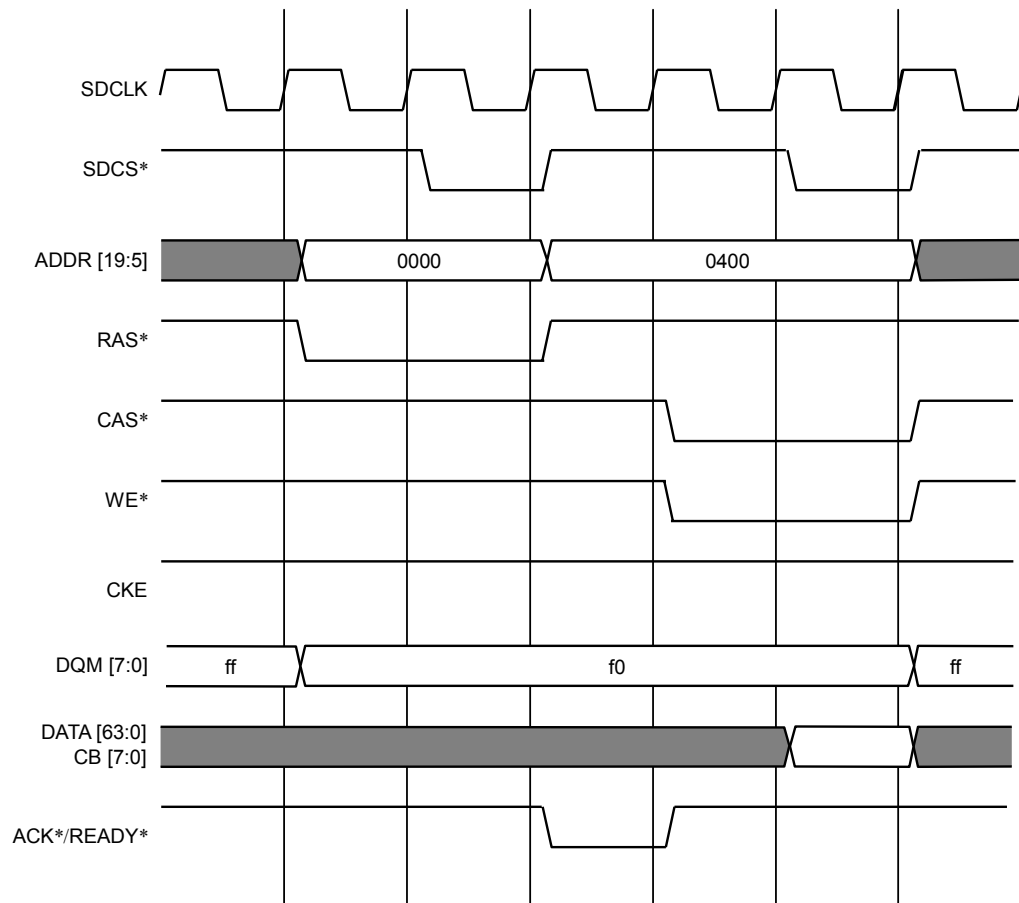 SDCLK
SDCS*
ADDR [19:5] 0000 0400
RAS*
CAS*
WE*
CKE
DQM [7:0] ff f0 ff
DATA [63:0]
CB [7:0]
ACK*/READY*